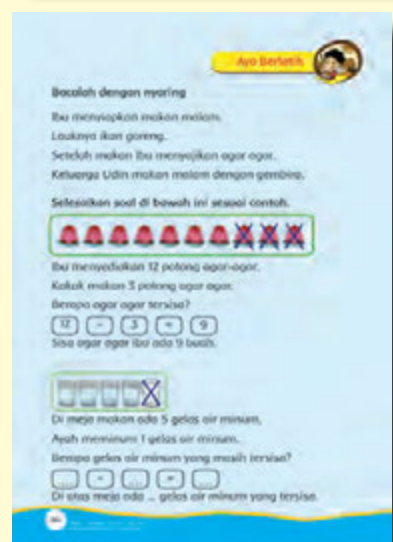 Ayo Berlatih
Bacalah dengan nyaring
Ibu menyiapkan makan malam.
Lauknya ikan goreng.
Setelah makan Ibu menyajikan agar agar.
Keluarga Udin makan malam dengan gembira.
Selesaikan soal di bawah ini sesuai contoh.
Ibu menyediakan 12 potong agar-agar.
Kakak makan 3 potong agar agar.
Berapa agar agar tersisa?
12 - 3 = 9
Sisa agar agar ibu ada 9 buah.
Di meja makan ada 5 gelas air minum,
Ayah meminum 1 gelas air minum.
Berapa gelas air minum yang masih tersisa?
... - ... = ...
Di atas meja ada ... gelas air minum yang tersisa.